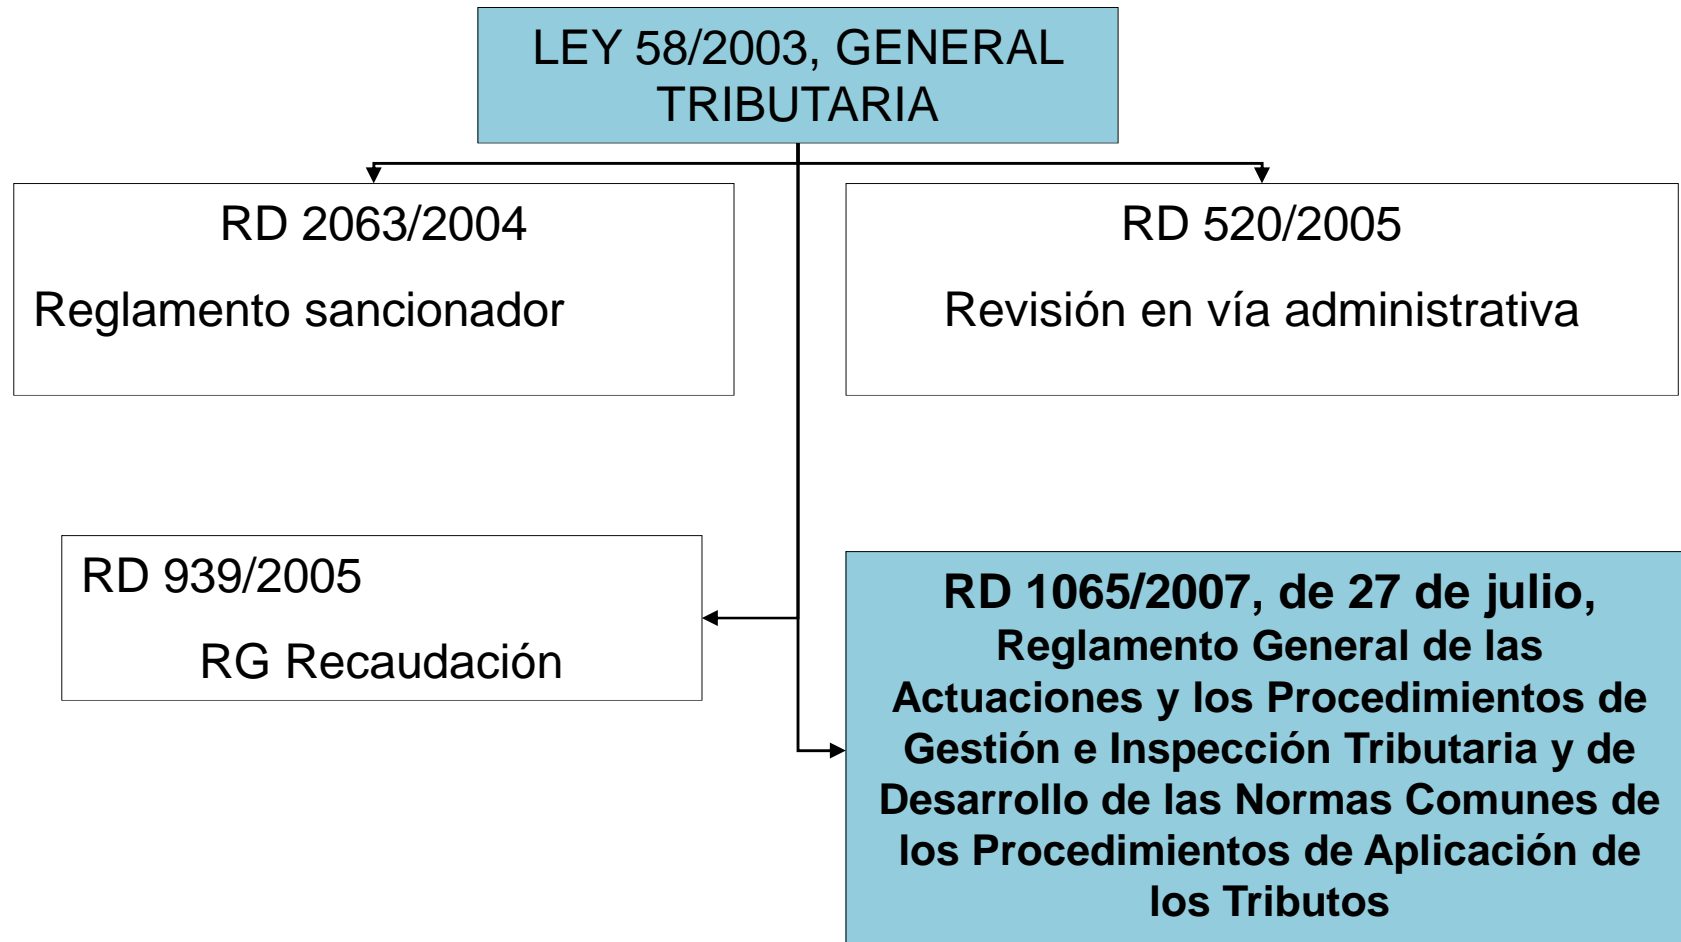 LEY 58/2003, GENERAL
TRIBUTARIA
RD 2063/2004
Reglamento sancionador
RD 520/2005
Revisión en vía administrativa
RD 939/2005
RG Recaudación
RD 1065/2007, de 27 de julio,
Reglamento General de las
Actuaciones y los Procedimientos de
Gestión e Inspección Tributaria y de
Desarrollo de las Normas Comunes de
los Procedimientos de Aplicación de
los Tributos